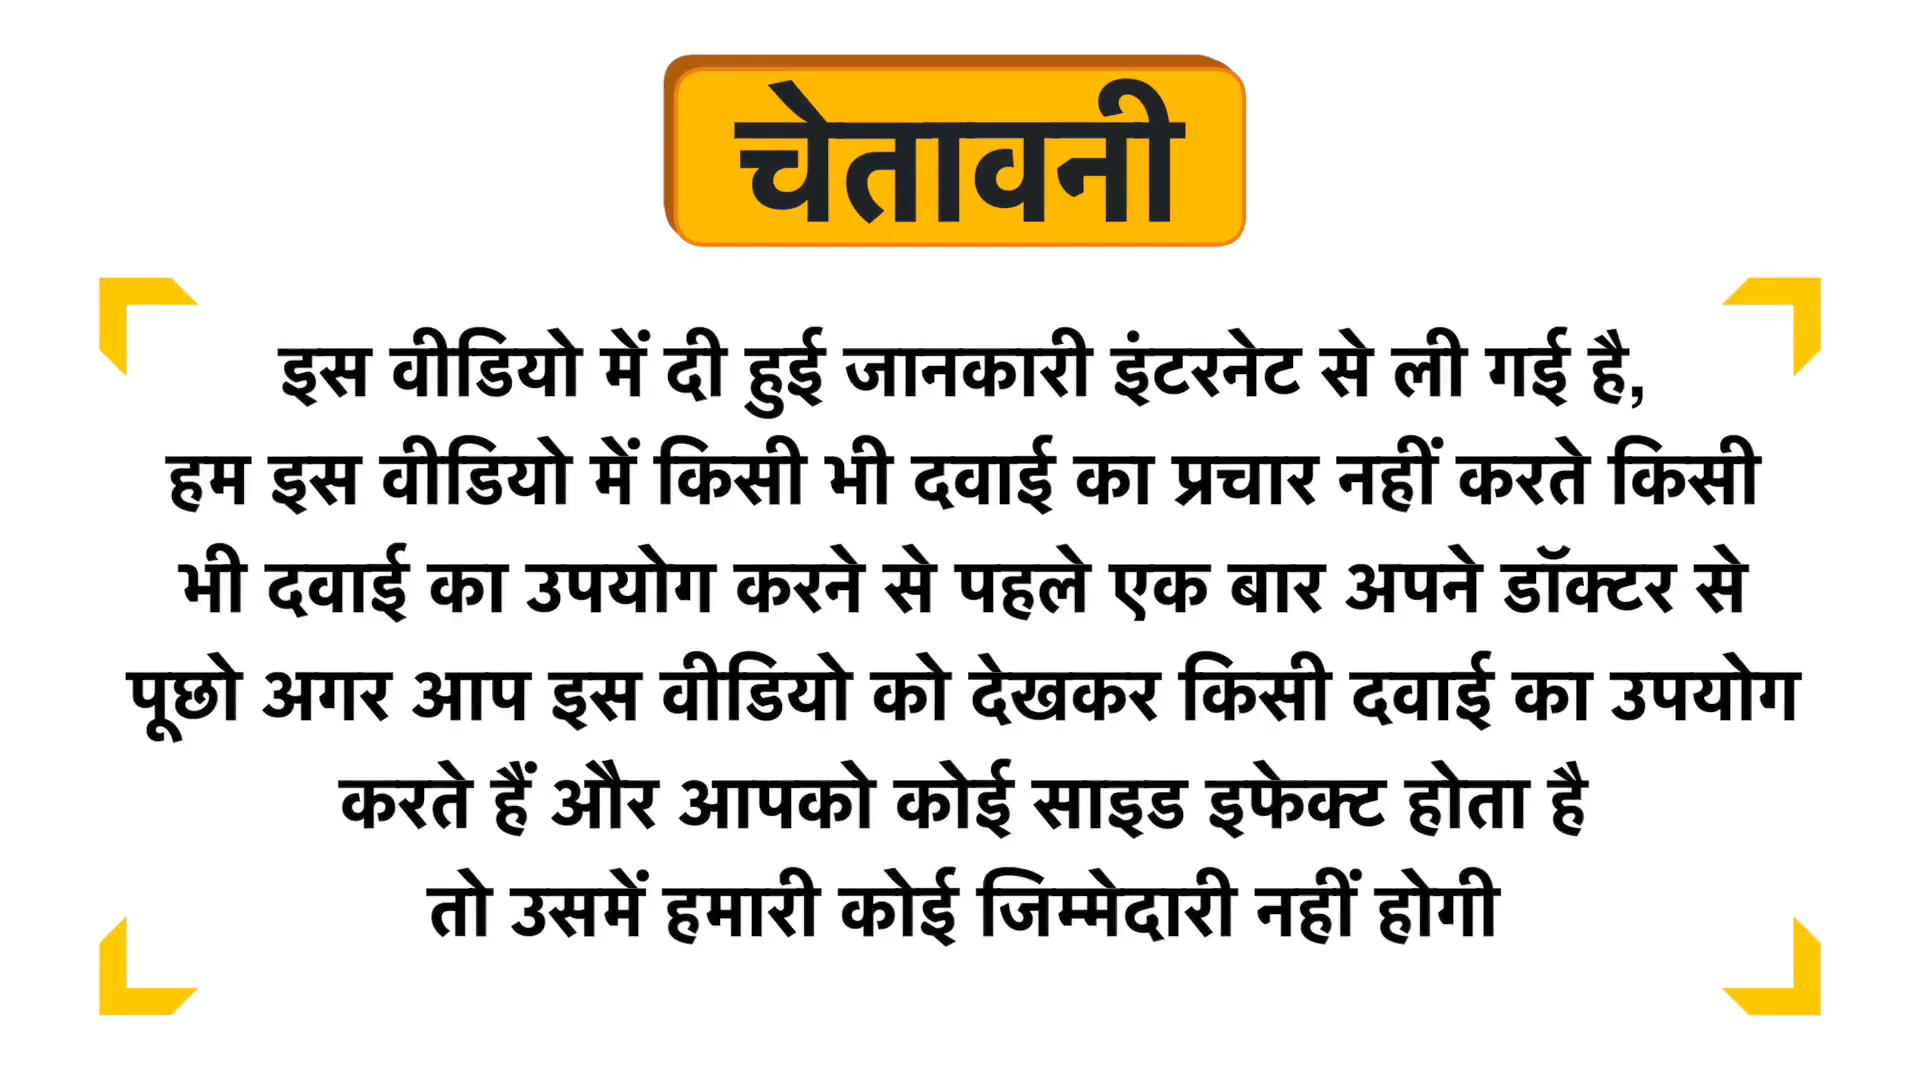 चेतावनी
इस वीडियो में दी हुई जानकारी इंटरनेट से ली गई है,
हम इस वीडियो में किसी भी दवाई का प्रचार नहीं करते किसी
भी दवाई का उपयोग करने से पहले एक बार अपने डॉक्टर से
पूछो अगर आप इस वीडियो को देखकर किसी दवाई का उपयोग
करते हैं और आपको कोई साइड इफेक्ट होता है
तो उसमें हमारी कोई जिम्मेदारी नहीं होगी